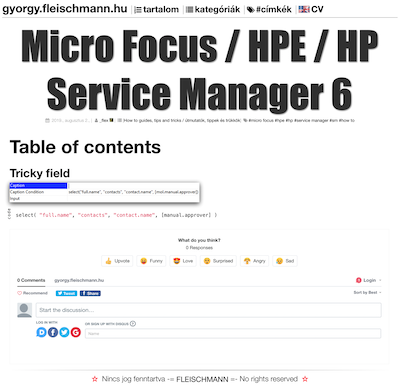 gyorgy.fleischmann.hu tartalom kategóriák #címkék CV
Micro Focus / HPE / HP
Service Manager 6
2019. augusztus 2. | _flex | How to guides, tips and tricks / útmutatók, tippek és trükkök; #micro focus #hpe #hp #service manager #sm #how to
Table of contents
Tricky field
Caption
Caption Condition select("full.name", "contacts", "contact.name", [mol.manual.approver])
Input
code
select( "full.name", "contacts", "contact.name", [manual.approver] )
What do you think?
0 Responses
Upvote Funny Love Surprised Angry Sad
0 Comments gyorgy.fleischmann.hu 1 Login
Recommend Tweet Share Sort by Best
Start the discussion...
LOG IN WITH
OR SIGN UP WITH DISQUS ?
Name
☆ Nincs jog fenntartva -= FLEISCHMANN =- No rights reserved ☆